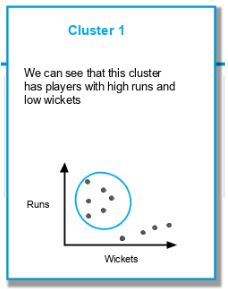 Cluster 1
We can see that this cluster
has players with high runs and
low wickets
Runs
Wickets